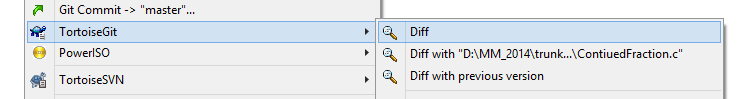 Git Commit -> "master"...
TortoiseGit
PowerISO
TortoiseSVN
Diff
Diff with "D:\MM_2014\trunk...\ContiuedFraction.c"
Diff with previous version